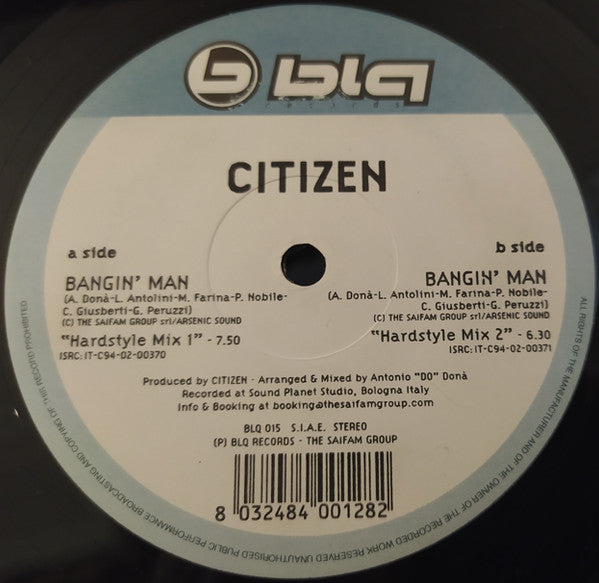 b blq
records
CITIZEN
a side
BANGIN' MAN
(A. Donà-L. Antolini-M. Farina-P. Nobile-
C. Giusberti-G. Peruzzi)
(C) THE SAIFAM GROUP srl/ARSENIC SOUND
"Hardstyle Mix 1" - 7.50
ISRC: IT-C94-02-00370
b side
BANGIN' MAN
(A. Donà-L. Antolini-M. Farina-P. Nobile-
C. Giusberti-G. Peruzzi)
(C) THE SAIFAM GROUP srl/ARSENIC SOUND
"Hardstyle Mix 2" - 6.30
ISRC: IT-C94-02-00371
Produced by CITIZEN - Arranged & Mixed by Antonio "DO" Donà
Recorded at Sound Planet Studio, Bologna Italy
Info & Booking at booking@thesaifamgroup.com
BLQ 015 S.I.A.E. STEREO
(P) BLQ RECORDS - THE SAIFAM GROUP
8 032484 001282
ALL RIGHTS OF THE MANUFACTURER AND OF THE OWNER OF THE RECORDED WORK RESERVED UNAUTHORISED PUBLIC PERFORMANCE BROADCASTING AND COPYING OF THIS RECORD PROHIBITED